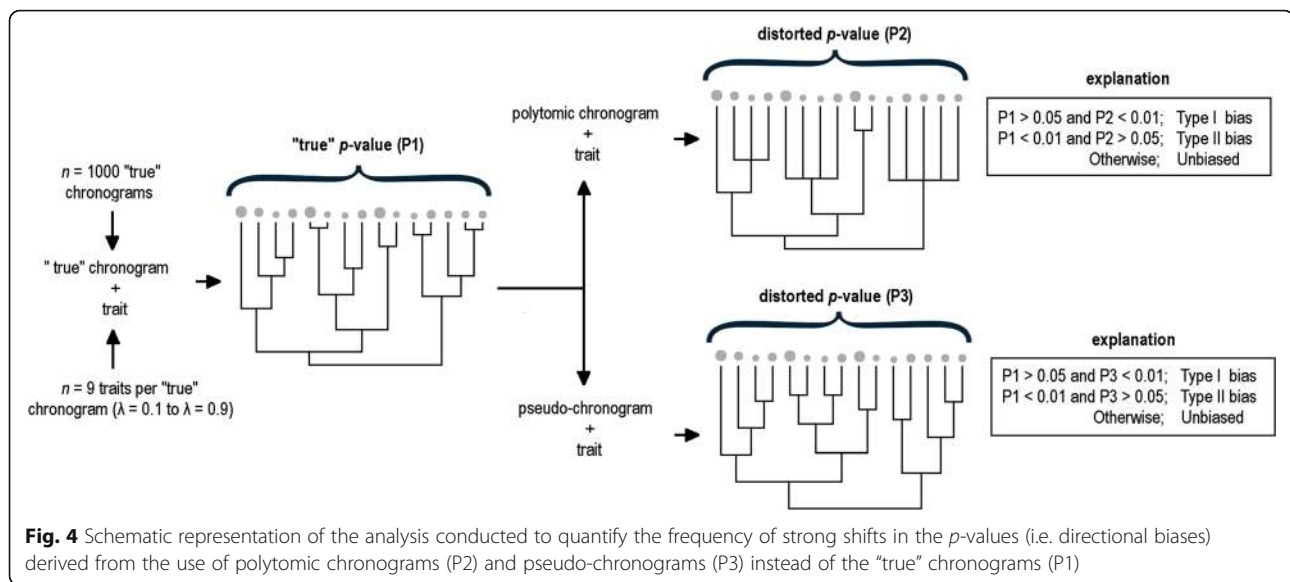 n = 1000 "true"
chronograms
" true" chronogram
+
trait
n = 9 traits per "true"
chronogram (λ = 0.1 to λ = 0.9)
"true" p-value (P1)
polytomic chronogram
+
trait
pseudo-chronogram
+
trait
distorted p-value (P2)
explanation
P1 > 0.05 and P2 < 0.01; Type I bias
P1 < 0.01 and P2 > 0.05; Type II bias
Otherwise; Unbiased
distorted p-value (P3)
explanation
P1 > 0.05 and P3 < 0.01; Type I bias
P1 < 0.01 and P3 > 0.05; Type II bias
Otherwise; Unbiased
Fig. 4 Schematic representation of the analysis conducted to quantify the frequency of strong shifts in the p-values (i.e. directional biases)
derived from the use of polytomic chronograms (P2) and pseudo-chronograms (P3) instead of the “true” chronograms (P1)